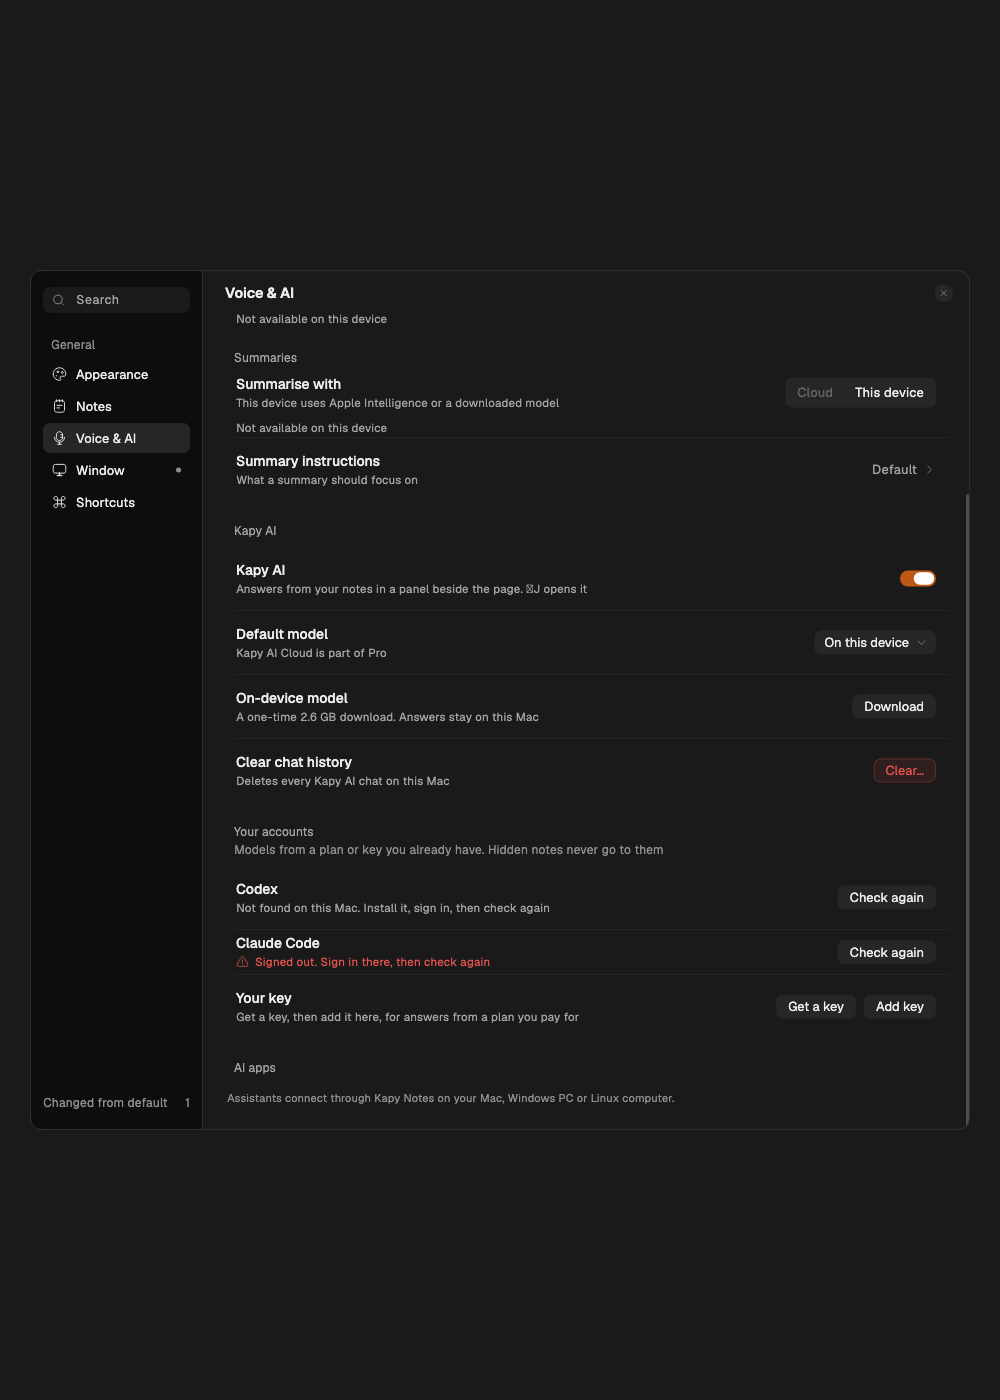 Search
General
Appearance
Notes
Voice & AI
Window
Shortcuts
Changed from default 1
Voice & AI
Not available on this device
Summaries
Summarise with
This device uses Apple Intelligence or a downloaded model
Cloud This device
Not available on this device
Summary instructions
What a summary should focus on
Default
Kapy AI
Kapy AI
Answers from your notes in a panel beside the page. ⌧J opens it
Default model
Kapy AI Cloud is part of Pro
On this device
On-device model
A one-time 2.6 GB download. Answers stay on this Mac
Download
Clear chat history
Deletes every Kapy AI chat on this Mac
Clear...
Your accounts
Models from a plan or key you already have. Hidden notes never go to them
Codex
Not found on this Mac. Install it, sign in, then check again
Check again
Claude Code
Signed out. Sign in there, then check again
Check again
Your key
Get a key, then add it here, for answers from a plan you pay for
Get a key
Add key
AI apps
Assistants connect through Kapy Notes on your Mac, Windows PC or Linux computer.